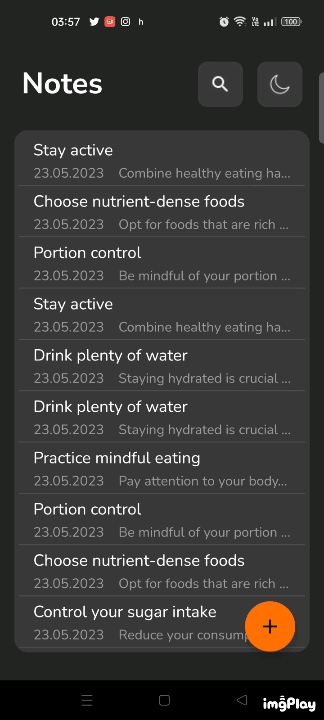 03:57 h 100
Notes
Stay active
23.05.2023 Combine healthy eating ha...
Choose nutrient-dense foods
23.05.2023 Opt for foods that are rich ...
Portion control
23.05.2023 Be mindful of your portion ...
Stay active
23.05.2023 Combine healthy eating ha...
Drink plenty of water
23.05.2023 Staying hydrated is crucial ...
Drink plenty of water
23.05.2023 Staying hydrated is crucial ...
Practice mindful eating
23.05.2023 Pay attention to your body...
Portion control
23.05.2023 Be mindful of your portion ...
Choose nutrient-dense foods
23.05.2023 Opt for foods that are rich ...
Control your sugar intake
23.05.2023 Reduce your consump
imgPlay